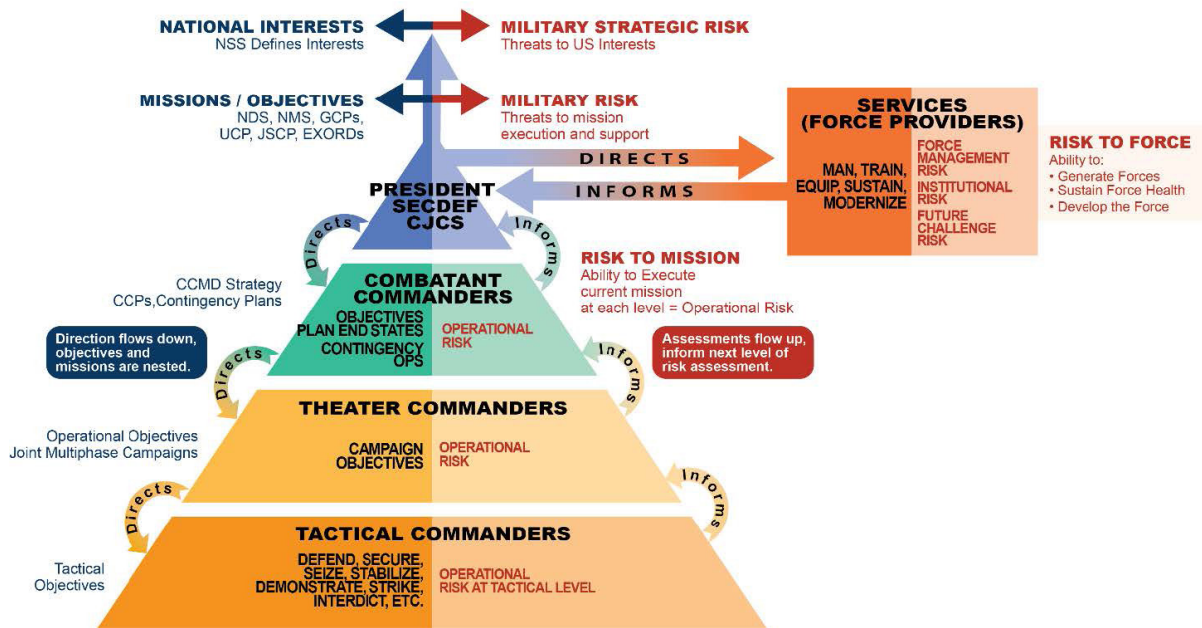 NATIONAL INTERESTS
NSS Defines Interests
MILITARY STRATEGIC RISK
Threats to US Interests
MISSIONS / OBJECTIVES
NDS, NMS, GCPs,
UCP, JSCP, EXORDs
MILITARY RISK
Threats to mission
execution and support
DIRECTS
INFORMS
SERVICES
(FORCE PROVIDERS)
MAN, TRAIN,
EQUIP, SUSTAIN,
MODERNIZE
FORCE
MANAGEMENT
RISK
INSTITUTIONAL
RISK
FUTURE
CHALLENGE
RISK
RISK TO FORCE
Ability to:
• Generate Forces
• Sustain Force Health
• Develop the Force
PRESIDENT
SECDEF
CJCS
Directs
Informs
CCMD Strategy
CCPs,Contingency Plans
RISK TO MISSION
Ability to Execute
current mission
at each level = Operational Risk
COMBATANT
COMMANDERS
OBJECTIVES
PLAN END STATES
CONTINGENCY
OPS
OPERATIONAL
RISK
Direction flows down,
objectives and
missions are nested.
Assessments flow up,
inform next level of
risk assessment.
Directs
Informs
THEATER COMMANDERS
Operational Objectives
Joint Multiphase Campaigns
CAMPAIGN
OBJECTIVES
OPERATIONAL
RISK
Directs
Informs
TACTICAL COMMANDERS
Tactical
Objectives
DEFEND, SECURE,
SEIZE, STABILIZE,
DEMONSTRATE, STRIKE,
INTERDICT, ETC.
OPERATIONAL
RISK AT TACTICAL LEVEL